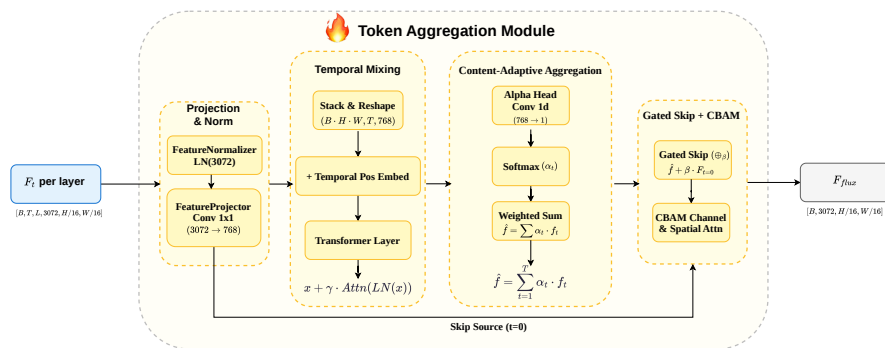 Token Aggregation Module
Projection
& Norm
FeatureNormalizer
LN(3072)
FeatureProjector
Conv 1x1
(3072 → 768)
F_t per layer
[B, T, L, 3072, H/16, W/16]
Temporal Mixing
Stack & Reshape
(B · H · W, T, 768)
+ Temporal Pos Embed
Transformer Layer
x + γ · Attn(LN(x))
Content-Adaptive Aggregation
Alpha Head
Conv 1d
(768 → 1)
Softmax (α_t)
Weighted Sum
f̂ = ∑ α_t · f_t
f̂ = ∑_{t=1}^{T} α_t · f_t
Gated Skip + CBAM
Gated Skip (⊕_β)
f̂ + β · F_{t=0}
CBAM Channel
& Spatial Attn
F_{flux}
[B, 3072, H/16, W/16]
Skip Source (t=0)